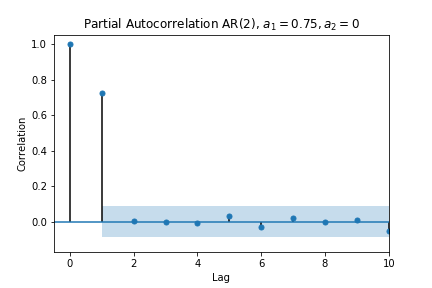 Partial Autocorrelation AR(2), a₁ = 0.75, a₂ = 0
1.0
0.8
0.6
0.4
0.2
0.0
Correlation
0 2 4 6 8 10
Lag